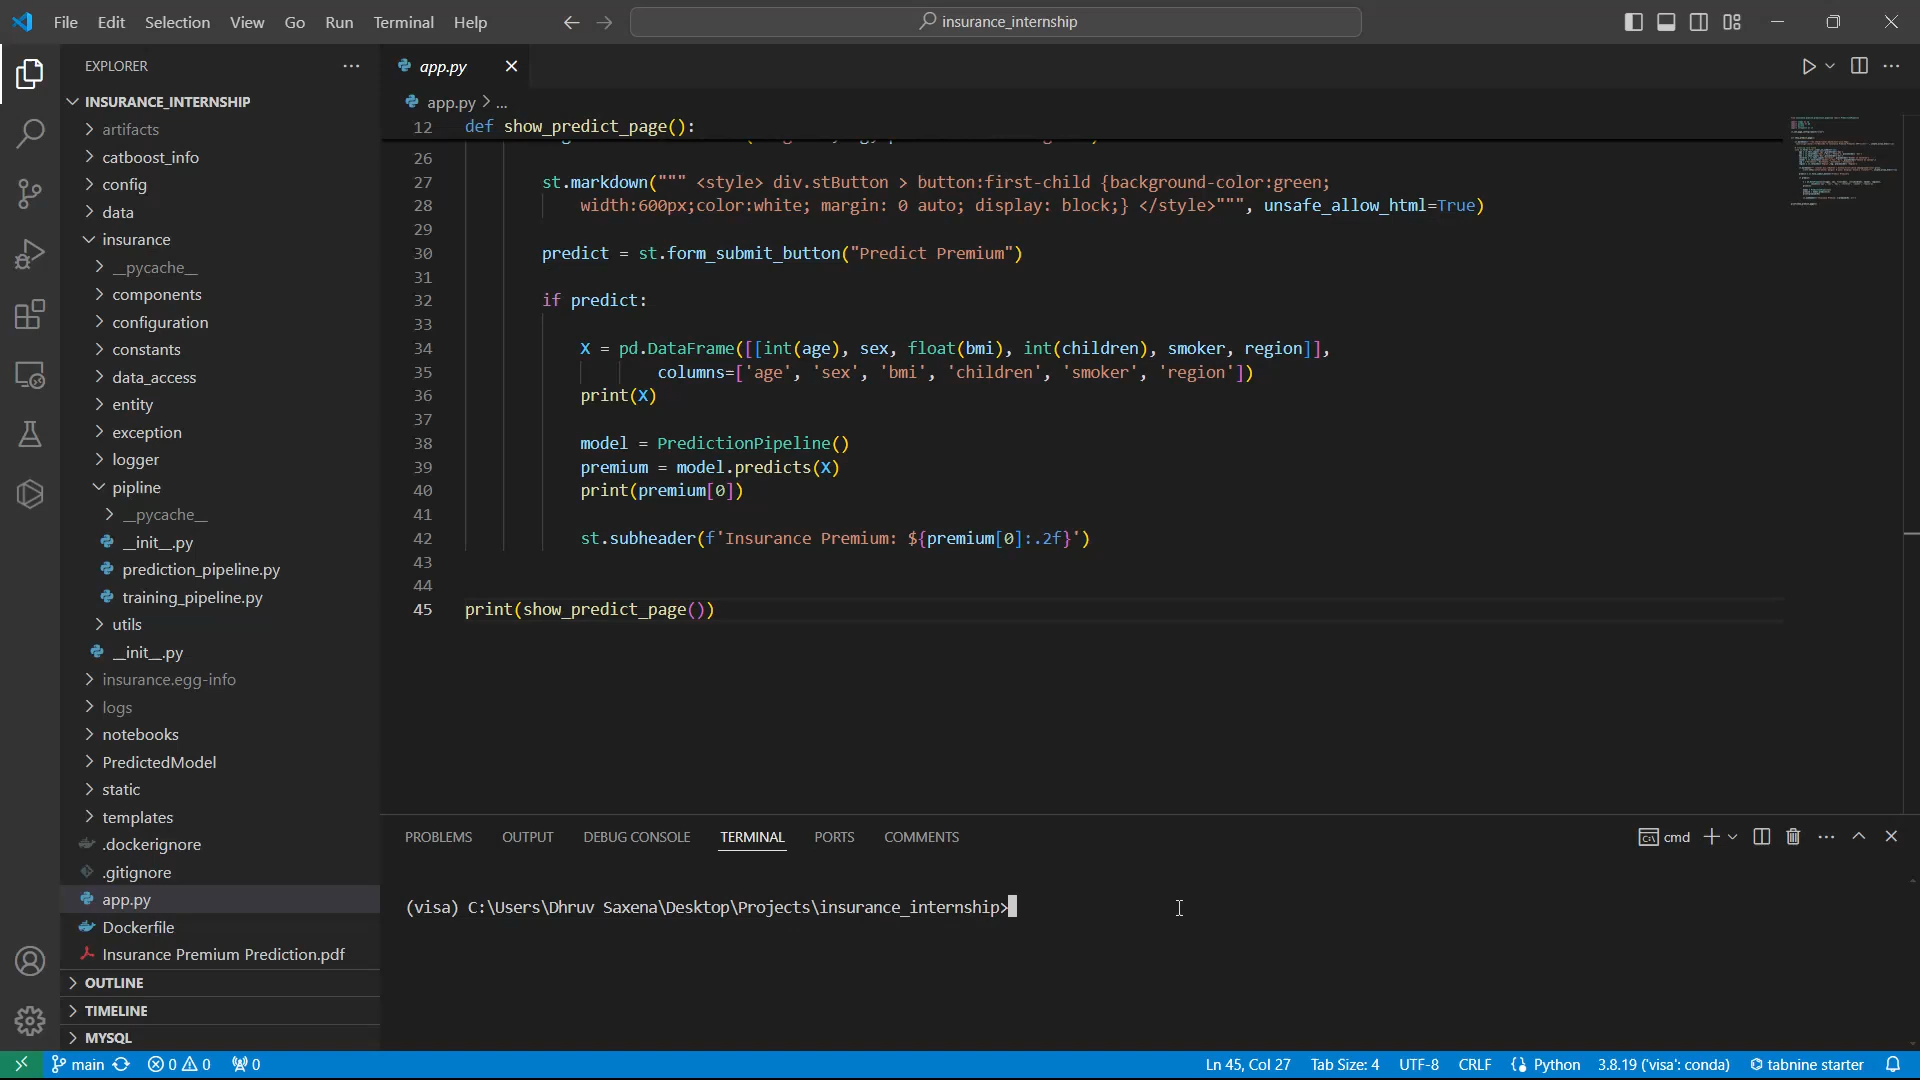 File Edit Selection View Go Run Terminal Help
insurance_internship
EXPLORER
INSURANCE_INTERNSHIP
artifacts
catboost_info
config
data
insurance
__pycache__
components
configuration
constants
data_access
entity
exception
logger
pipline
__pycache__
__init__.py
prediction_pipeline.py
training_pipeline.py
utils
__init__.py
insurance.egg-info
logs
notebooks
PredictedModel
static
templates
.dockerignore
.gitignore
app.py
Dockerfile
Insurance Premium Prediction.pdf
OUTLINE
TIMELINE
MYSQL
app.py
app.py > ...
12 def show_predict_page():
26
27 st.markdown(""" <style> div.stButton > button:first-child {background-color:green;
28 width:600px;color:white; margin: 0 auto; display: block;} </style>""", unsafe_allow_html=True)
29
30 predict = st.form_submit_button("Predict Premium")
31
32 if predict:
33
34 X = pd.DataFrame([[int(age), sex, float(bmi), int(children), smoker, region]],
35 columns=['age', 'sex', 'bmi', 'children', 'smoker', 'region'])
36 print(X)
37
38 model = PredictionPipeline()
39 premium = model.predicts(X)
40 print(premium[0])
41
42 st.subheader(f'Insurance Premium: ${premium[0]:.2f}')
43
44
45 print(show_predict_page())
PROBLEMS OUTPUT DEBUG CONSOLE TERMINAL PORTS COMMENTS
cmd
(visa) C:\Users\Dhruv Saxena\Desktop\Projects\insurance_internship>
main 0 0 0
Ln 45, Col 27 Tab Size: 4 UTF-8 CRLF Python 3.8.19 ('visa': conda) tabnine starter